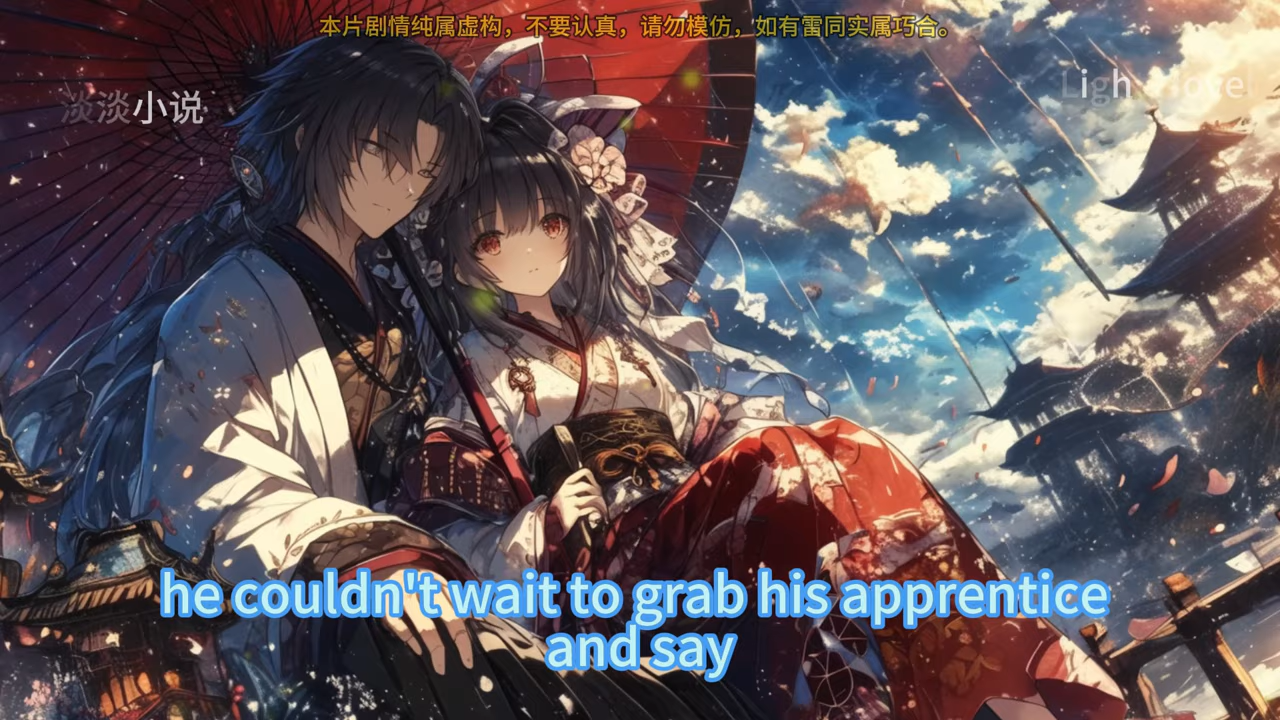 本片剧情纯属虚构，不要认真，请勿模仿，如有雷同实属巧合。
淡淡小说
he couldn't wait to grab his apprentice
and say